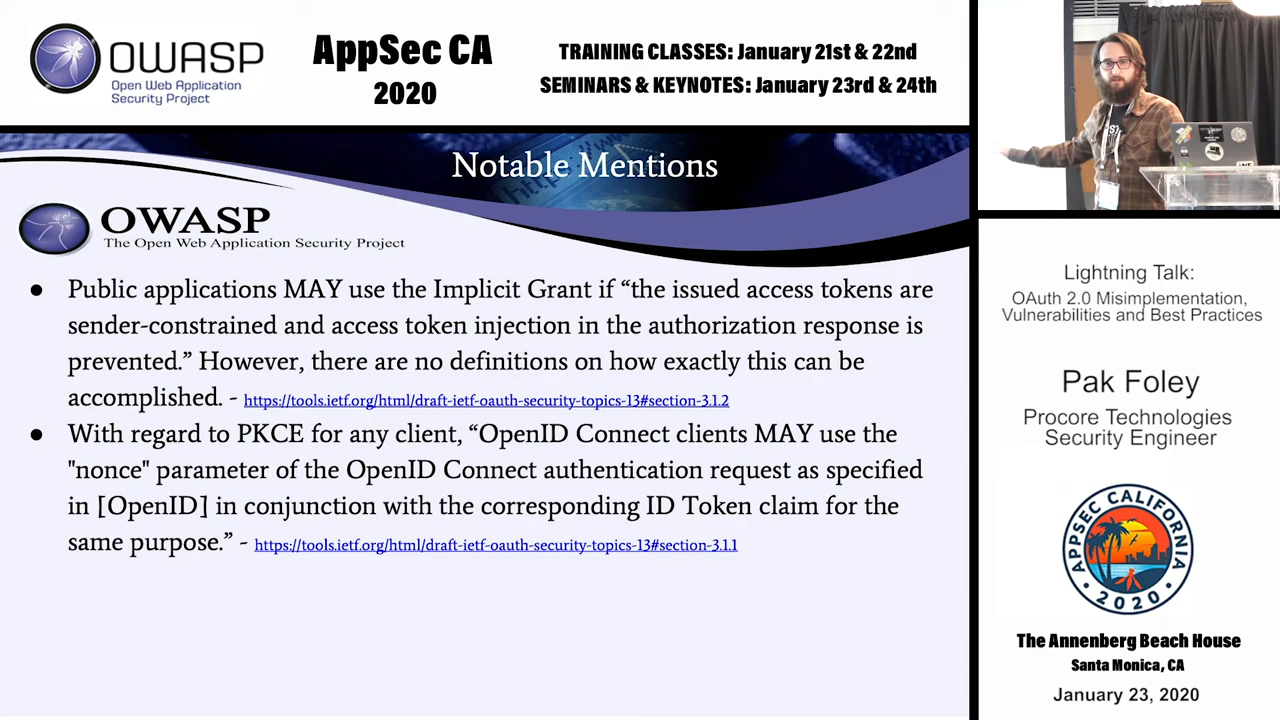 OWASP
Open Web Application
Security Project
AppSec CA
2020
TRAINING CLASSES: January 21st & 22nd
SEMINARS & KEYNOTES: January 23rd & 24th
Notable Mentions
OWASP
The Open Web Application Security Project
● Public applications MAY use the Implicit Grant if “the issued access tokens are
sender-constrained and access token injection in the authorization response is
prevented.” However, there are no definitions on how exactly this can be
accomplished. - https://tools.ietf.org/html/draft-ietf-oauth-security-topics-13#section-3.1.2
● With regard to PKCE for any client, “OpenID Connect clients MAY use the
"nonce" parameter of the OpenID Connect authentication request as specified
in [OpenID] in conjunction with the corresponding ID Token claim for the
same purpose.” - https://tools.ietf.org/html/draft-ietf-oauth-security-topics-13#section-3.1.1
Lightning Talk:
OAuth 2.0 Misimplementation,
Vulnerabilities and Best Practices
Pak Foley
Procore Technologies
Security Engineer
APPSEC CALIFORNIA
• 2020 •
The Annenberg Beach House
Santa Monica, CA
January 23, 2020